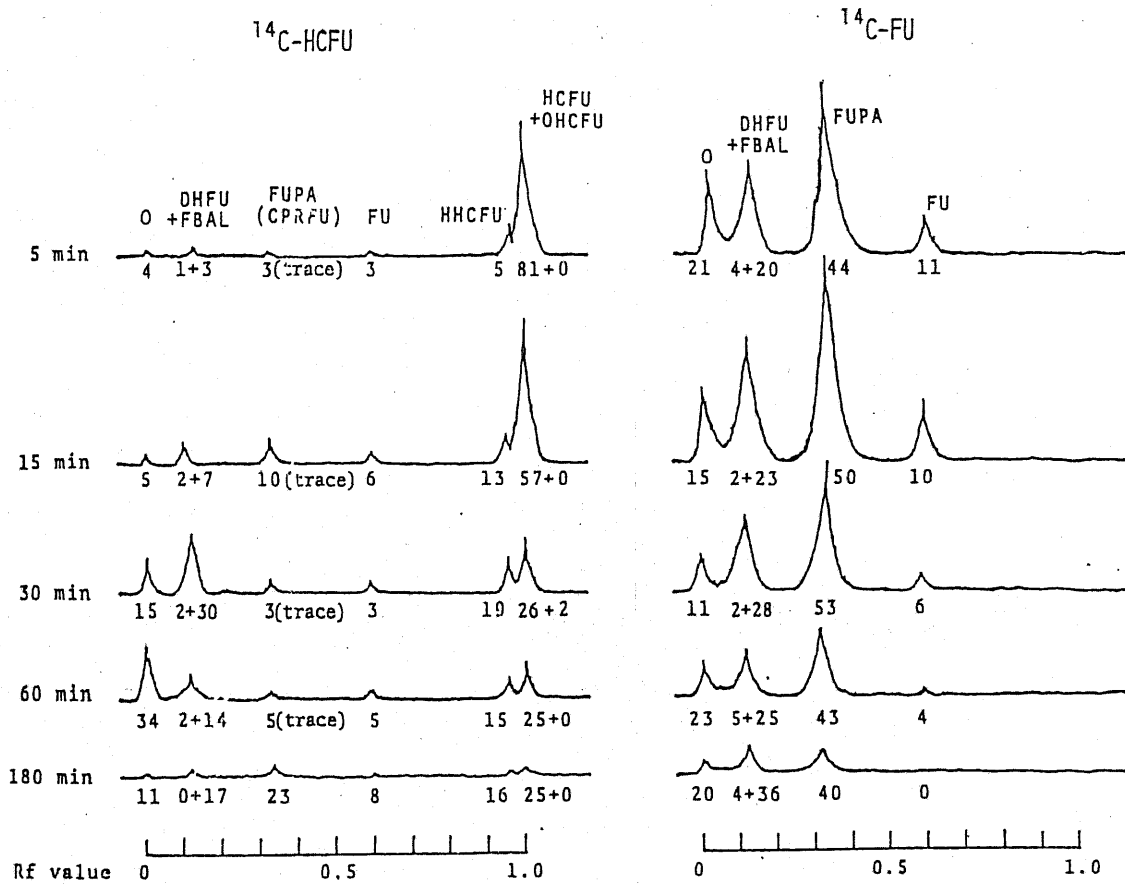 14C-HCFU
14C-FU
HCFU
+OHCFU
DHFU
+FBAL
FUPA
(CPRFU)
O
FU
HHCFU
O
DHFU
+FBAL
FUPA
FU
5 min
4 1+3 3(trace) 3 5 81+0
21 4+20 44 11
15 min
5 2+7 10(trace) 6 13 57+0
15 2+23 50 10
30 min
15 2+30 3(trace) 3 19 26+2
11 2+28 53 6
60 min
34 2+14 5(trace) 5 15 25+0
23 5+25 43 4
180 min
11 0+17 23 8 16 25+0
20 4+36 40 0
Rf value 0 0.5 1.0
0 0.5 1.0